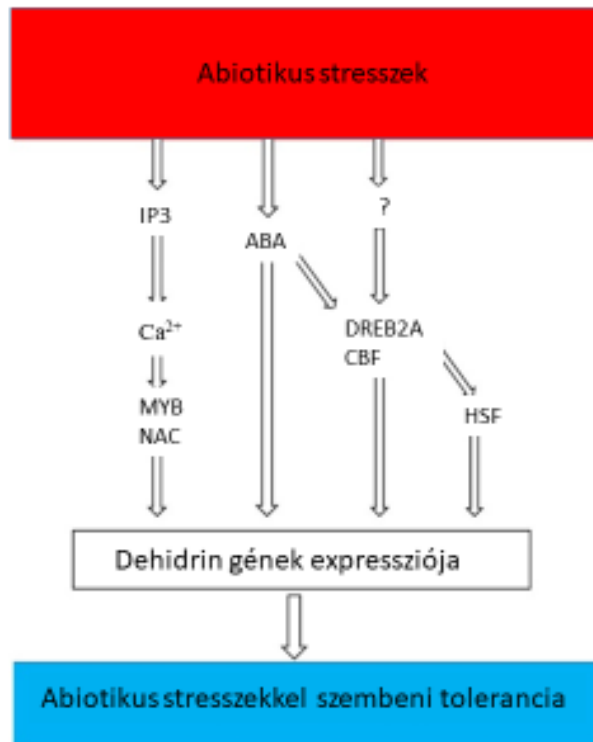 Abiotikus stresszek
IP3
?
ABA
Ca²⁺
DREB2A
CBF
MYB
NAC
HSF
Dehidrin gének expressziója
Abiotikus stresszekkel szembeni tolerancia